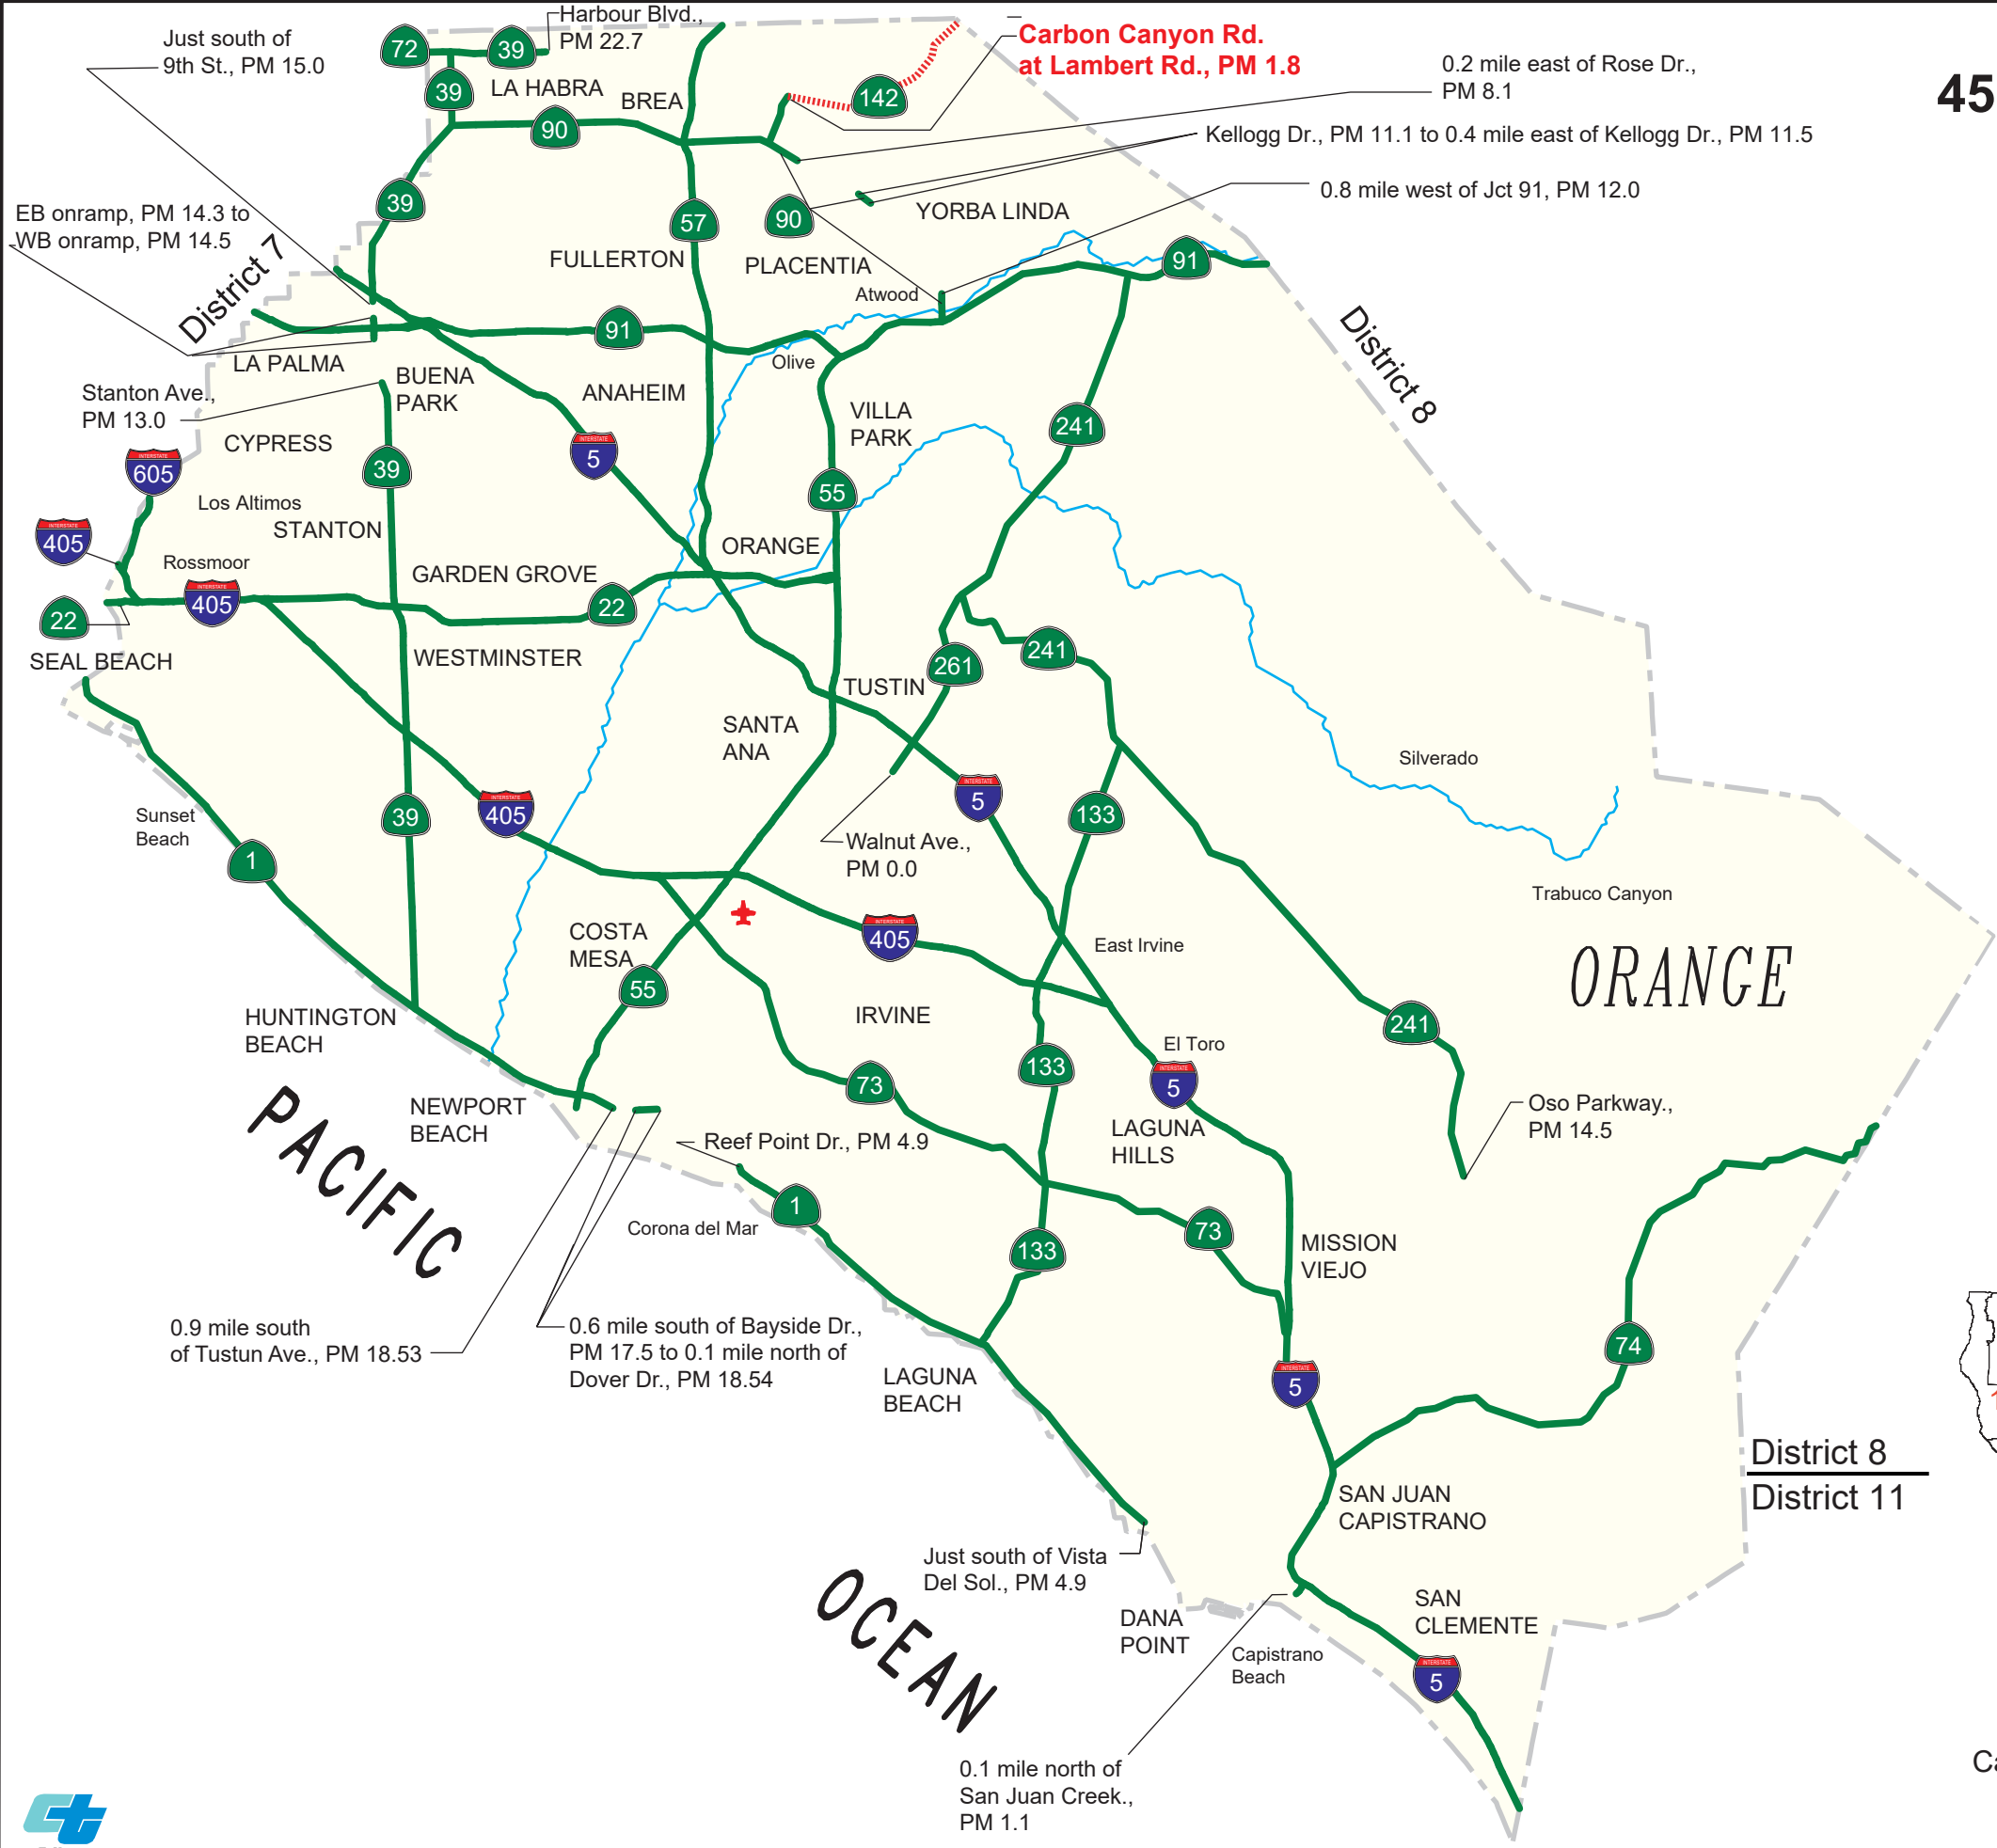 Harbour Blvd.,
PM 22.7
Just south of
9th St., PM 15.0
Carbon Canyon Rd.
at Lambert Rd., PM 1.8
0.2 mile east of Rose Dr.,
PM 8.1
45
72
39
39
LA HABRA
BREA
142
90
Kellogg Dr., PM 11.1 to 0.4 mile east of Kellogg Dr., PM 11.5
0.8 mile west of Jct 91, PM 12.0
39
EB onramp, PM 14.3 to
WB onramp, PM 14.5
57
90
YORBA LINDA
District 7
FULLERTON
PLACENTIA
91
Atwood
91
Olive
LA PALMA
District 8
Stanton Ave.,
PM 13.0
BUENA
PARK
ANAHEIM
VILLA
PARK
241
CYPRESS
INTERSTATE
605
39
INTERSTATE
5
55
Los Altimos
STANTON
INTERSTATE
405
Rossmoor
ORANGE
GARDEN GROVE
INTERSTATE
405
22
22
SEAL BEACH
WESTMINSTER
261
241
TUSTIN
SANTA
ANA
Silverado
Sunset
Beach
39
INTERSTATE
405
INTERSTATE
5
133
1
Walnut Ave.,
PM 0.0
Trabuco Canyon
COSTA
MESA
INTERSTATE
405
East Irvine
ORANGE
55
HUNTINGTON
BEACH
IRVINE
241
El Toro
133
73
INTERSTATE
5
PACIFIC
NEWPORT
BEACH
LAGUNA
HILLS
Oso Parkway.,
PM 14.5
Reef Point Dr., PM 4.9
1
Corona del Mar
133
73
MISSION
VIEJO
0.9 mile south
of Tustun Ave., PM 18.53
0.6 mile south of Bayside Dr.,
PM 17.5 to 0.1 mile north of
Dover Dr., PM 18.54
74
LAGUNA
BEACH
INTERSTATE
5
District 8
District 11
SAN JUAN
CAPISTRANO
Just south of Vista
Del Sol., PM 4.9
OCEAN
DANA
POINT
SAN
CLEMENTE
Capistrano
Beach
INTERSTATE
5
0.1 mile north of
San Juan Creek.,
PM 1.1
ct